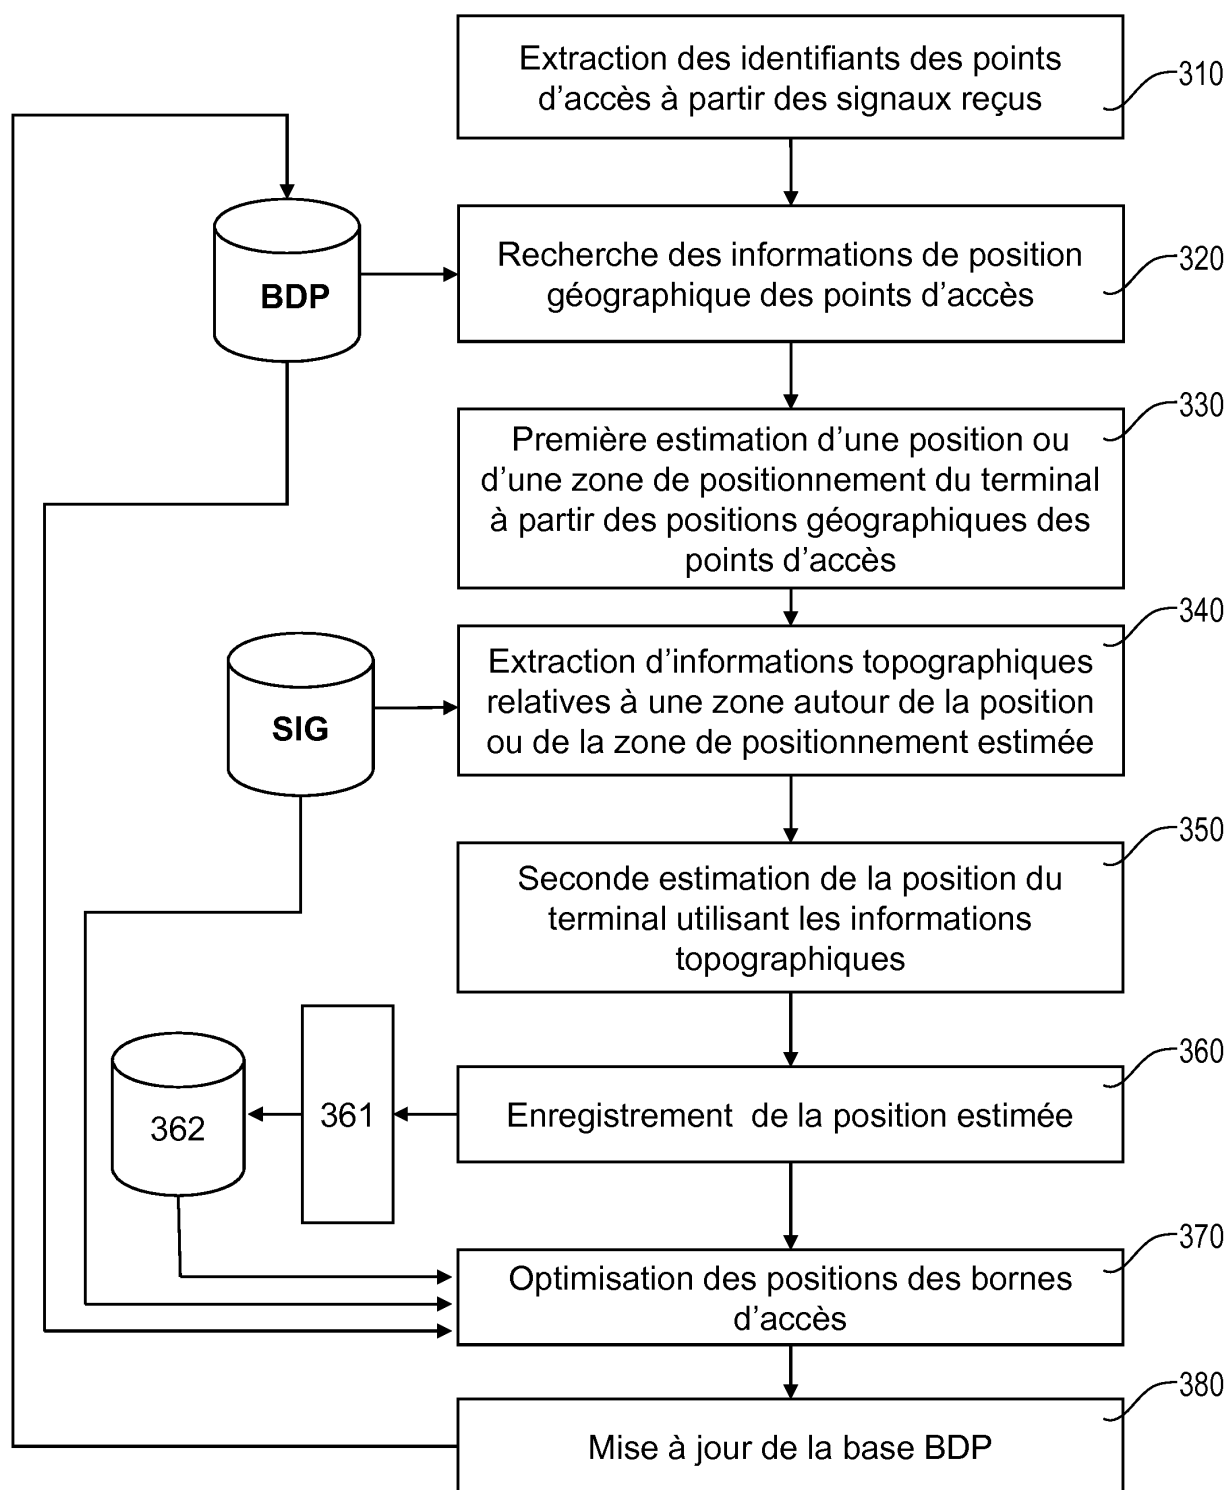 Extraction des identifiants des points
d’accès à partir des signaux reçus
310
BDP
Recherche des informations de position
géographique des points d’accès
320
Première estimation d’une position ou
d’une zone de positionnement du terminal
à partir des positions géographiques des
points d’accès
330
SIG
Extraction d’informations topographiques
relatives à une zone autour de la position
ou de la zone de positionnement estimée
340
Seconde estimation de la position du
terminal utilisant les informations
topographiques
350
362
361
Enregistrement de la position estimée
360
Optimisation des positions des bornes
d’accès
370
Mise à jour de la base BDP
380